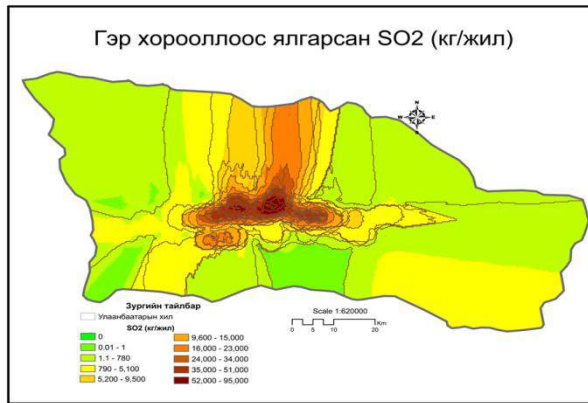 Гэр хорооллоос ялгарсан SO2 (кг/жил)
N
W E
S
Зургийн тайлбар
Улаанбаатарын хил
SO2 (кг/жил)
0
0.01 - 1
1.1 - 780
790 - 5,100
5,200 - 9,500
9,600 - 15,000
16,000 - 23,000
24,000 - 34,000
35,000 - 51,000
52,000 - 95,000
Scale 1:620000
0 5 10 20
Km